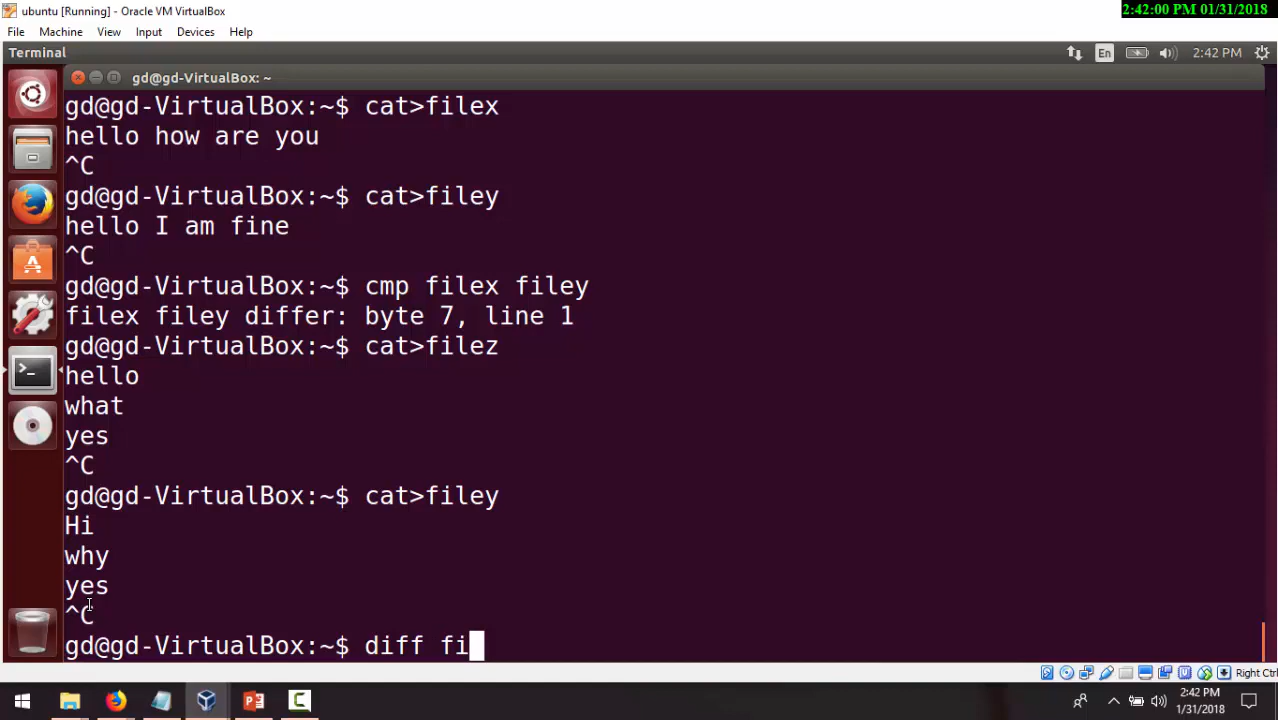 ubuntu [Running] - Oracle VM VirtualBox
2:42:00 PM 01/31/2018
File Machine View Input Devices Help
Terminal
En
2:42 PM
gd@gd-VirtualBox: ~
gd@gd-VirtualBox:~$ cat>filex
hello how are you
^C
gd@gd-VirtualBox:~$ cat>filey
hello I am fine
^C
gd@gd-VirtualBox:~$ cmp filex filey
filex filey differ: byte 7, line 1
gd@gd-VirtualBox:~$ cat>filez
hello
what
yes
^C
gd@gd-VirtualBox:~$ cat>filey
Hi
why
yes
^C
gd@gd-VirtualBox:~$ diff fi
Right Ctrl
2:42 PM
1/31/2018